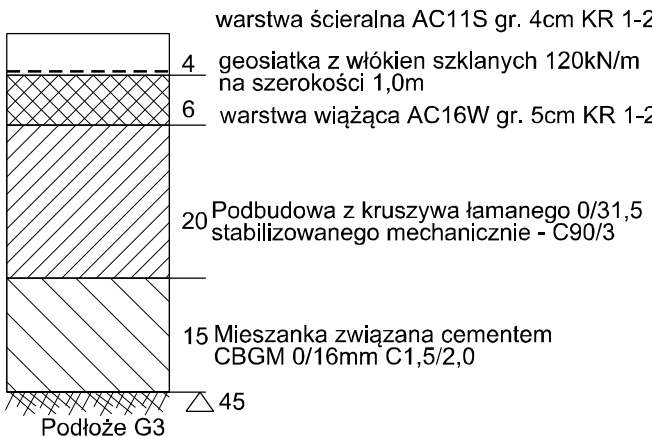 warstwa ścieralna AC11S gr. 4cm KR 1-2
4 geosiatka z włókien szklanych 120kN/m
na szerokości 1,0m
6 warstwa wiążąca AC16W gr. 5cm KR 1-2
20 Podbudowa z kruszywa łamanego 0/31,5
stabilizowanego mechanicznie - C90/3
15 Mieszanka związana cementem
CBGM 0/16mm C1,5/2,0
45
Podłoże G3